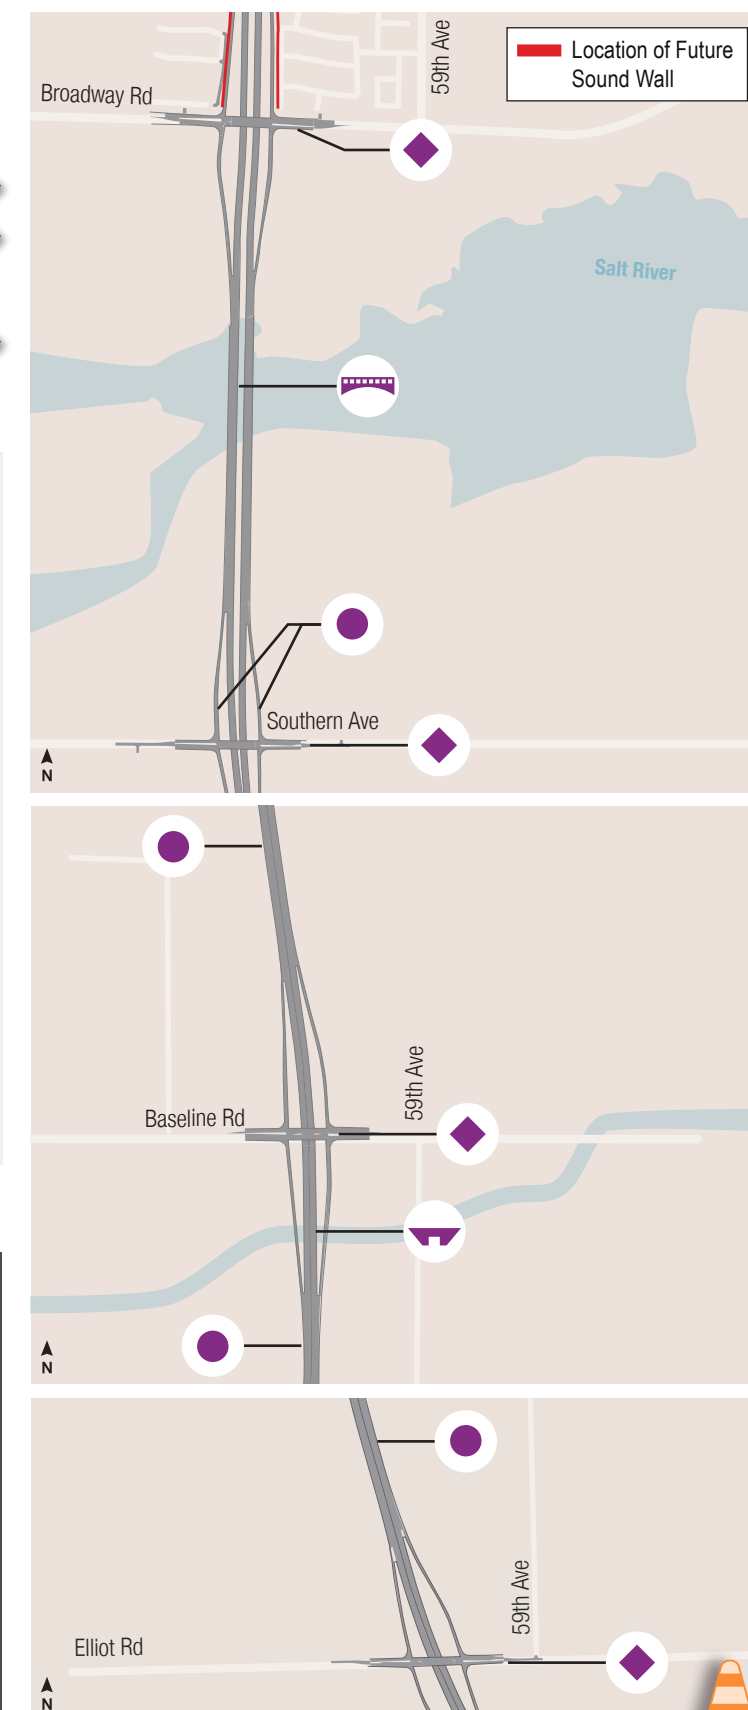 59th Ave
Location of Future
Sound Wall
Broadway Rd
Salt River
Southern Ave
N
59th Ave
Baseline Rd
N
59th Ave
Elliot Rd
N